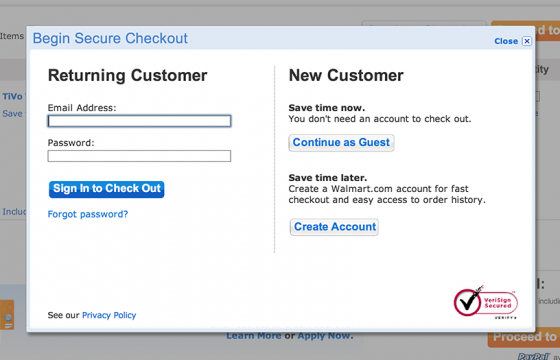 Begin Secure Checkout
Close
Returning Customer
Email Address:
Password:
Sign In to Check Out
Forgot password?
See our Privacy Policy
New Customer
Save time now.
You don't need an account to check out.
Continue as Guest
Save time later.
Create a Walmart.com account for fast
checkout and easy access to order history.
Create Account
VeriSign
Secured
VERIFY
Items
TiVo
Save
Inclu
d to
tity
l:
include
Learn More or Apply Now.
Proceed to
PayPal